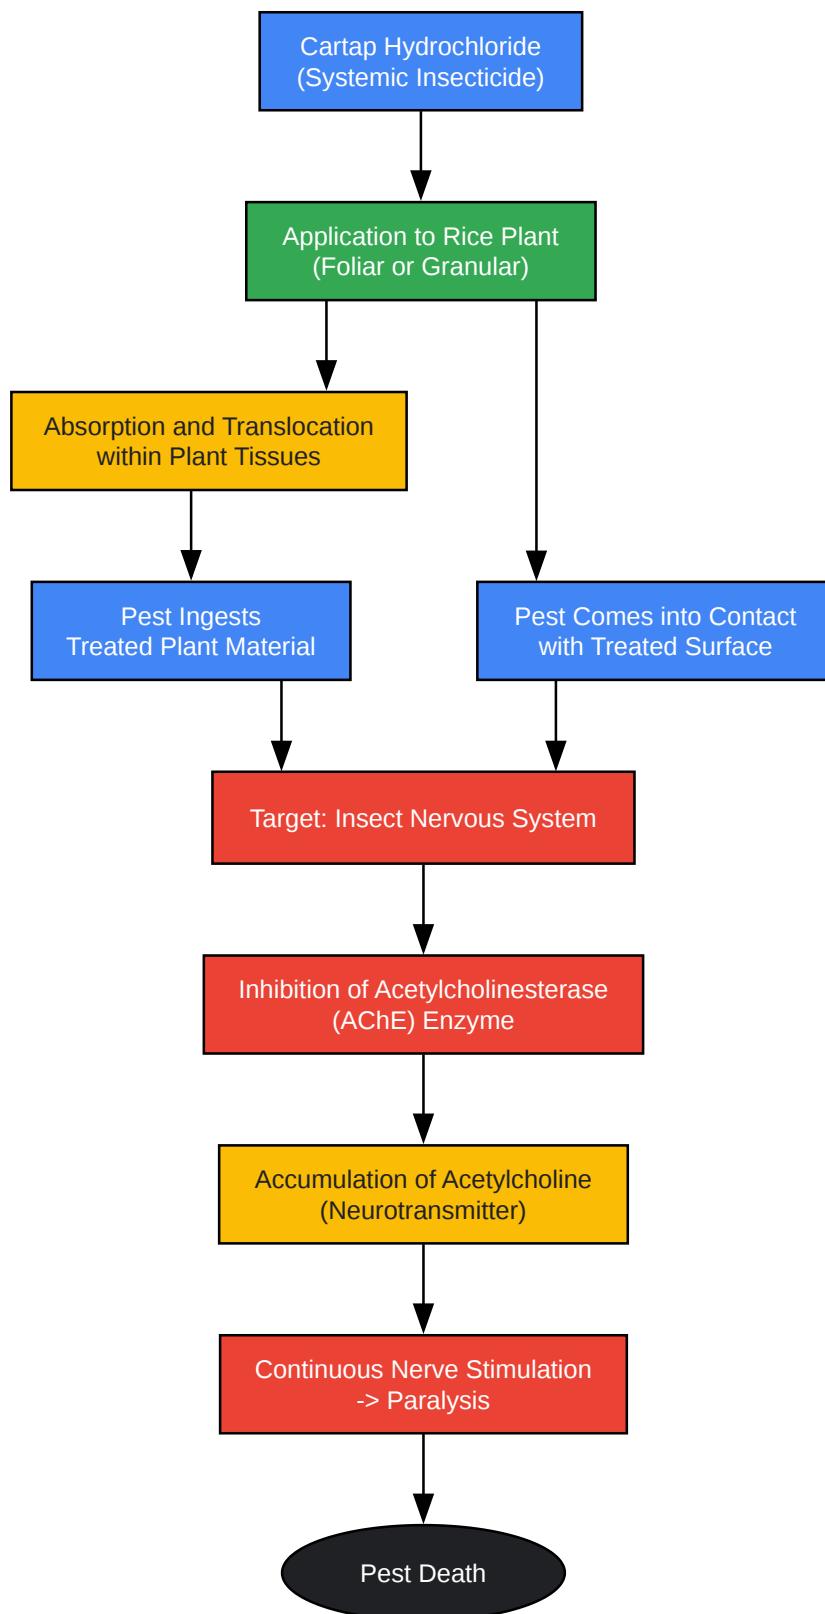 Cartap Hydrochloride
(Systemic Insecticide)
Application to Rice Plant
(Foliar or Granular)
Absorption and Translocation
within Plant Tissues
Pest Ingests
Treated Plant Material
Pest Comes into Contact
with Treated Surface
Target: Insect Nervous System
Inhibition of Acetylcholinesterase
(AChE) Enzyme
Accumulation of Acetylcholine
(Neurotransmitter)
Continuous Nerve Stimulation
-> Paralysis
Pest Death